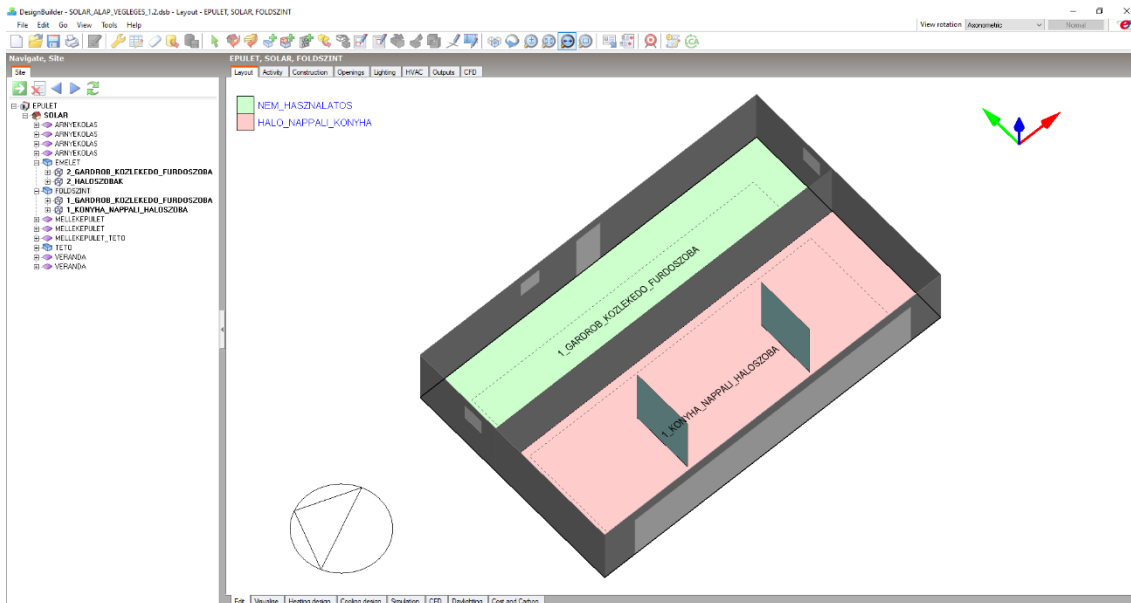 DesignBuilder - SOLAR_ALAP_VEGLEGES_1.2.dsb - Layout - EPULET, SOLAR, FOLDSZINT
File Edit Go View Tools Help
View rotation Axonometric Normal
Navigate, Site
EPULET, SOLAR, FOLDSZINT
Site
Layout Activity Construction Openings Lighting HVAC Outputs CFD
EPULET
SOLAR
ARNYEKOLAS
ARNYEKOLAS
ARNYEKOLAS
ARNYEKOLAS
EMELET
2_GARDROB_KOZLEKEDO_FURDOSZOBA
2_HALOSZOBAK
FOLDSZINT
1_GARDROB_KOZLEKEDO_FURDOSZOBA
1_KONYHA_NAPPALI_HALOSZOBA
MELLEKEPULET
MELLEKEPULET
MELLEKEPULET_TETO
TETO
VERANDA
VERANDA
NEM_HASZNALATOS
HALO_NAPPALI_KONYHA
1_GARDROB_KOZLEKEDO_FURDOSZOBA
1_KONYHA_NAPPALI_HALOSZOBA
Edit Visualise Heating design Cooling design Simulation CFD Daylighting Cost and Carbon